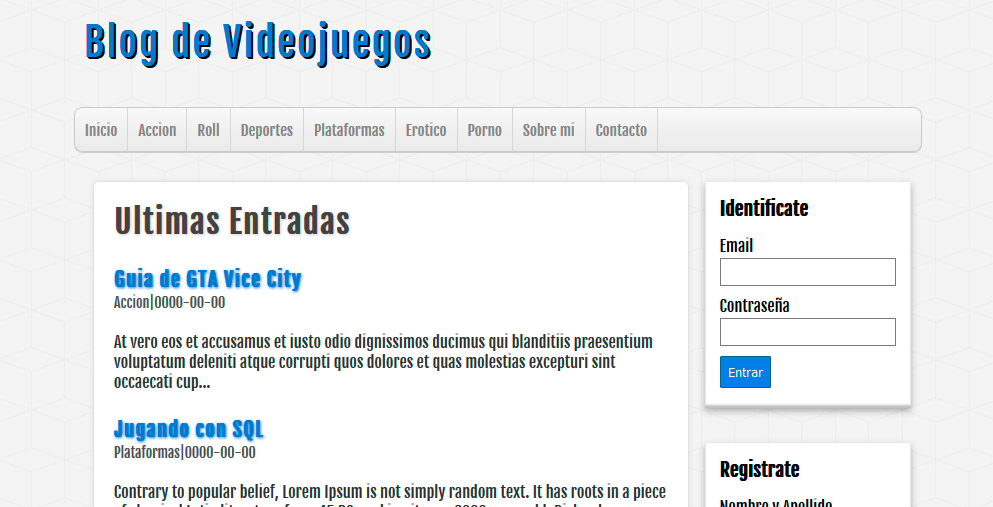 Blog de Videojuegos
Inicio Accion Roll Deportes Plataformas Erotico Porno Sobre mi Contacto
Ultimas Entradas
Guia de GTA Vice City
Accion|0000-00-00
At vero eos et accusamus et iusto odio dignissimos ducimus qui blanditiis praesentium
voluptatum deleniti atque corrupti quos dolores et quas molestias excepturi sint
occaecati cup...
Jugando con SQL
Plataformas|0000-00-00
Contrary to popular belief, Lorem Ipsum is not simply random text. It has roots in a piece
Identificate
Email
Contraseña
Entrar
Registrate
Nombre y Apellido